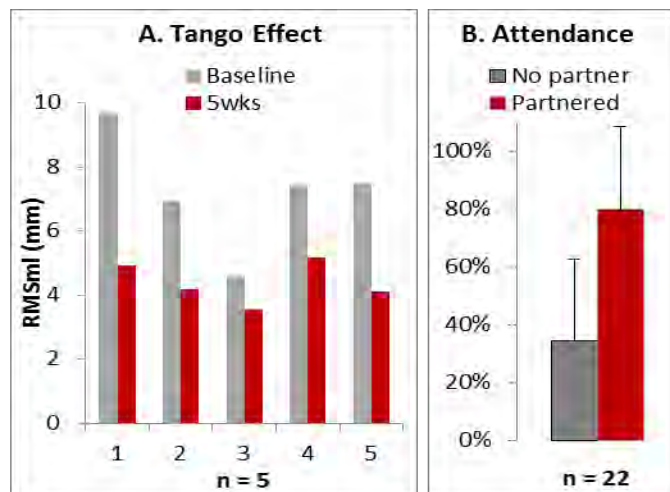 A. Tango Effect
Baseline
5wks
10
8
6
4
2
0
RMSml (mm)
1 2 3 4 5
n = 5
B. Attendance
No partner
Partnered
100%
80%
60%
40%
20%
0%
n = 22